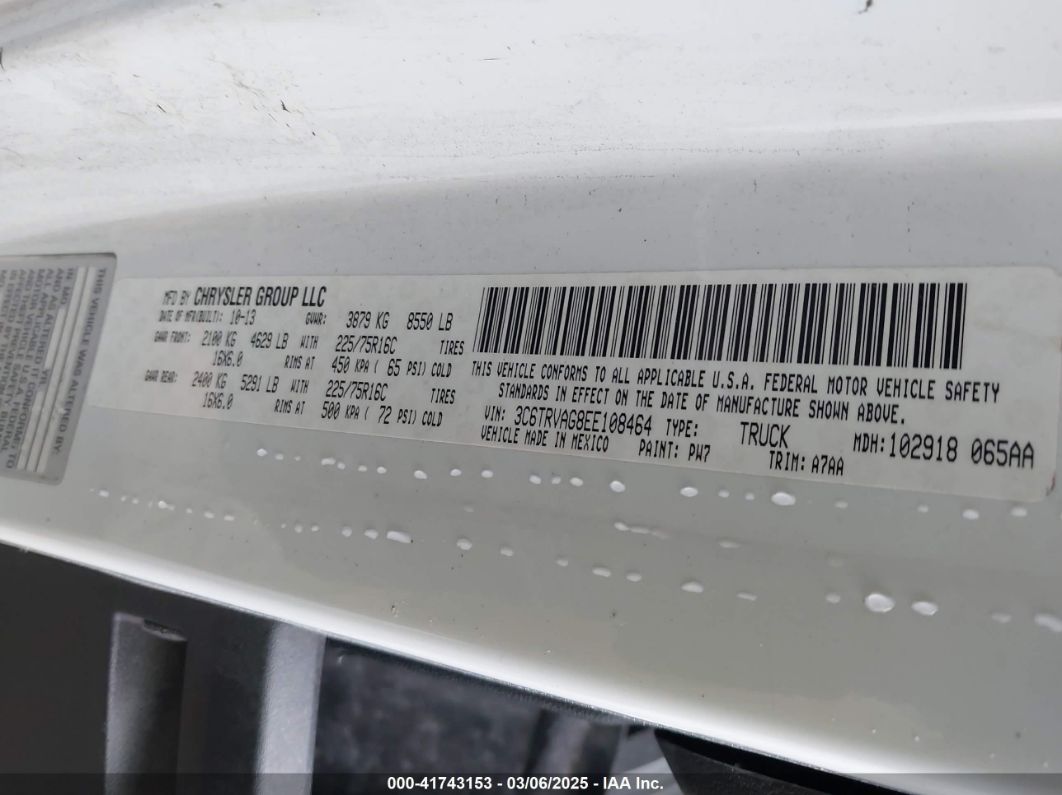 MFD BY CHRYSLER GROUP LLC
DATE OF MFR(BUILT): 10-13 GVWR: 3879 KG 8550 LB
GAWR FRONT: 2100 KG 4629 LB WITH 225/75R16C TIRES
16X6.0 RIMS AT 450 KPA ( 65 PSI) COLD
GAWR REAR: 2400 KG 5291 LB WITH 225/75R16C TIRES
16X6.0 RIMS AT 500 KPA ( 72 PSI) COLD
THIS VEHICLE CONFORMS TO ALL APPLICABLE U.S.A. FEDERAL MOTOR VEHICLE SAFETY
STANDARDS IN EFFECT ON THE DATE OF MANUFACTURE SHOWN ABOVE.
VIN: 3C6TRVAG8EE108464 TYPE: TRUCK MDH: 102918 065AA
VEHICLE MADE IN MEXICO PAINT: PW7 TRIM: A7AA
THIS VEHICLE WAS ALTERED BY:
000-41743153 - 03/06/2025 - IAA Inc.